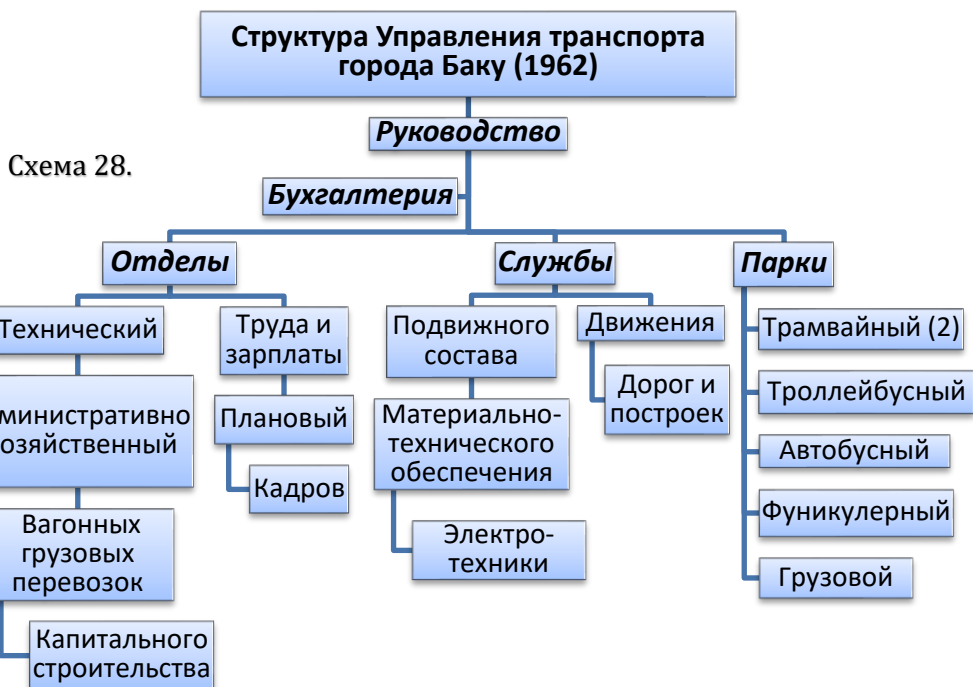 Структура Управления транспорта
города Баку (1962)
Руководство
Схема 28.
Бухгалтерия
Отделы
Технический
министративно
озяйственный
Вагонных
грузовых
перевозок
Капитального
строительства
Труда и
зарплаты
Плановый
Кадров
Службы
Подвижного
состава
Материально-
технического
обеспечения
Электро-
техники
Движения
Дорог и
построек
Парки
Трамвайный (2)
Троллейбусный
Автобусный
Фуникулерный
Грузовой